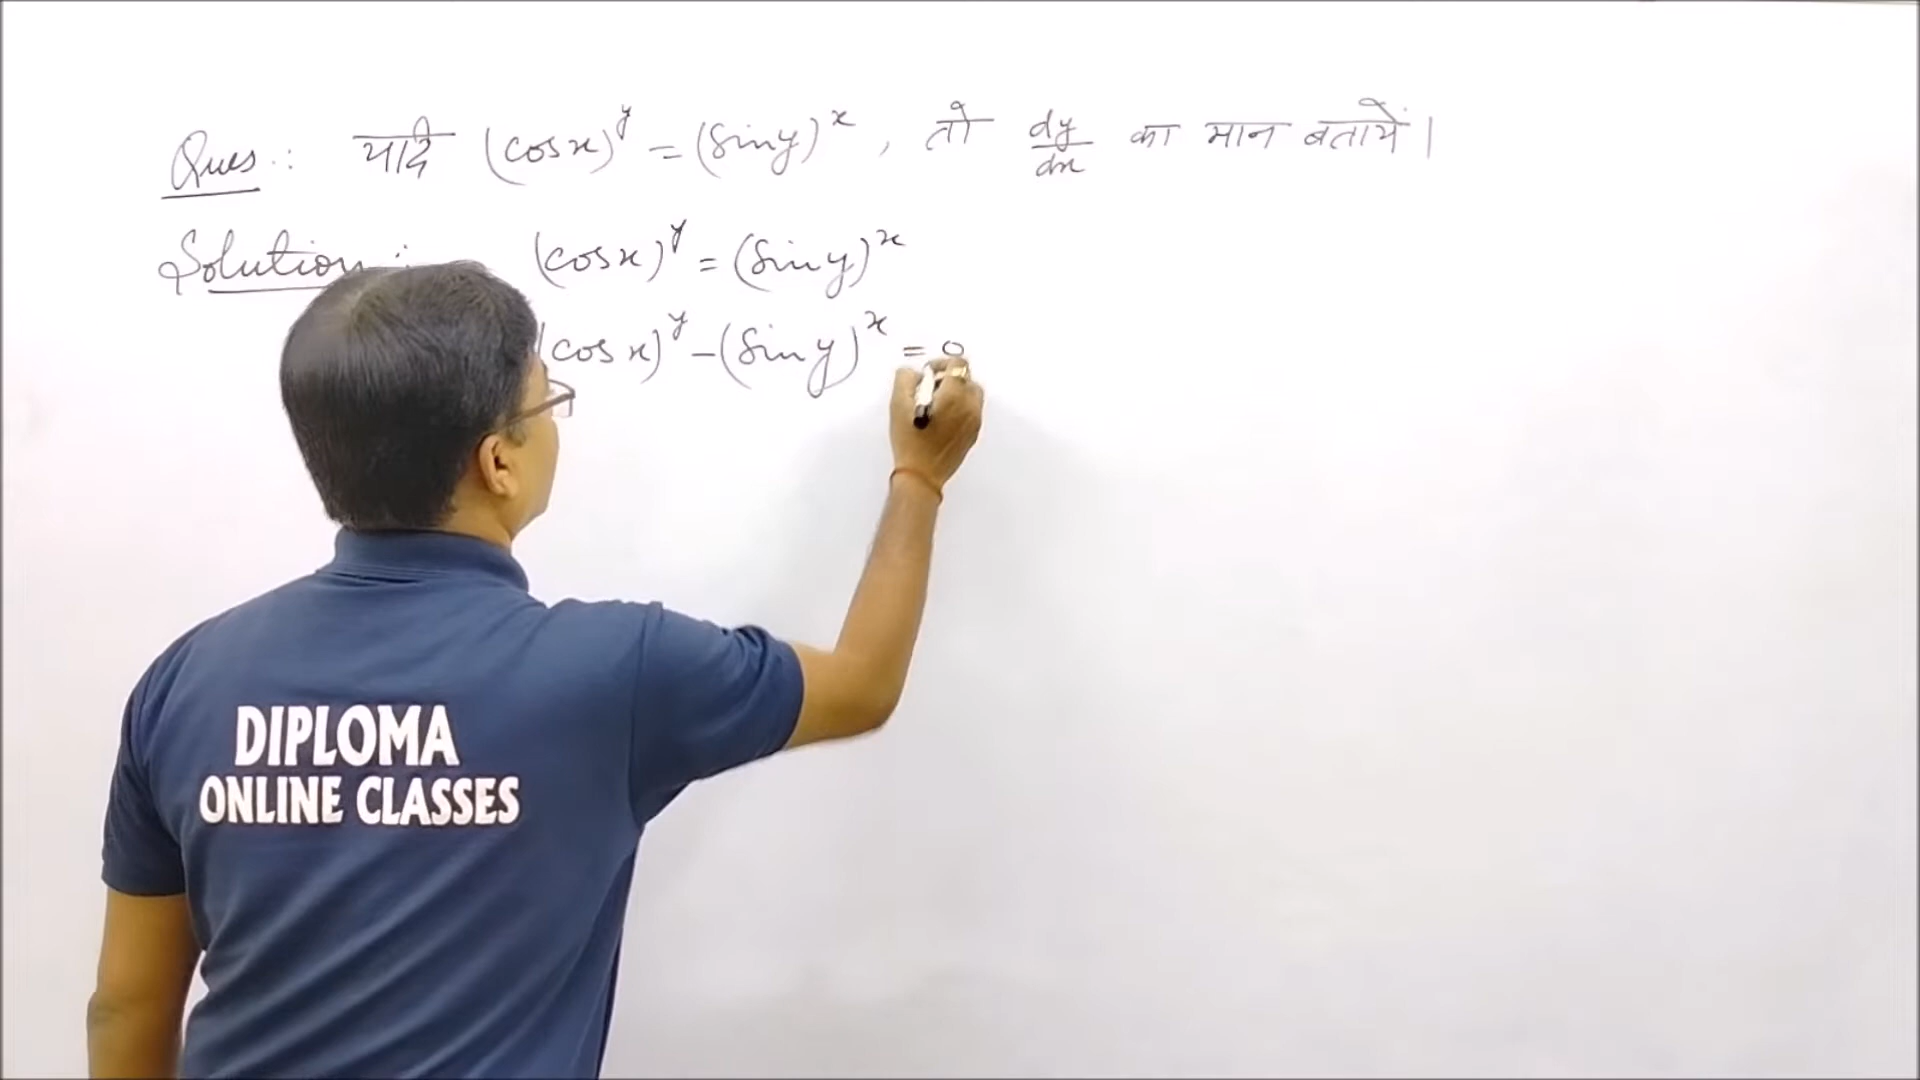 Ques: यदि (cos x)^y = (sin y)^x , तो dy/dx का मान बतायें।
Solution: (cos x)^y = (sin y)^x
(cos x)^y - (sin y)^x = 0
DIPLOMA
ONLINE CLASSES